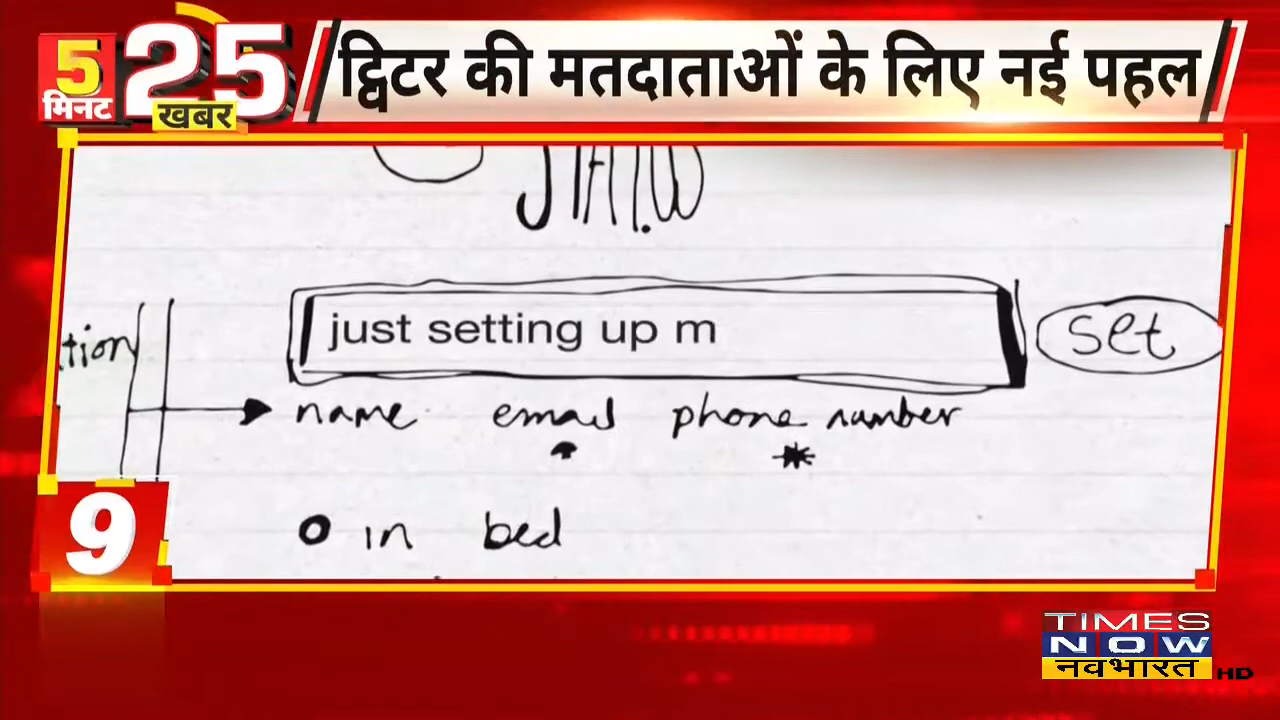 5 मिनट 25 खबर
ट्विटर की मतदाताओं के लिए नई पहल
just setting up m
set
tion
name email phone number
in bed
9
TIMES
NOW
नवभारत HD